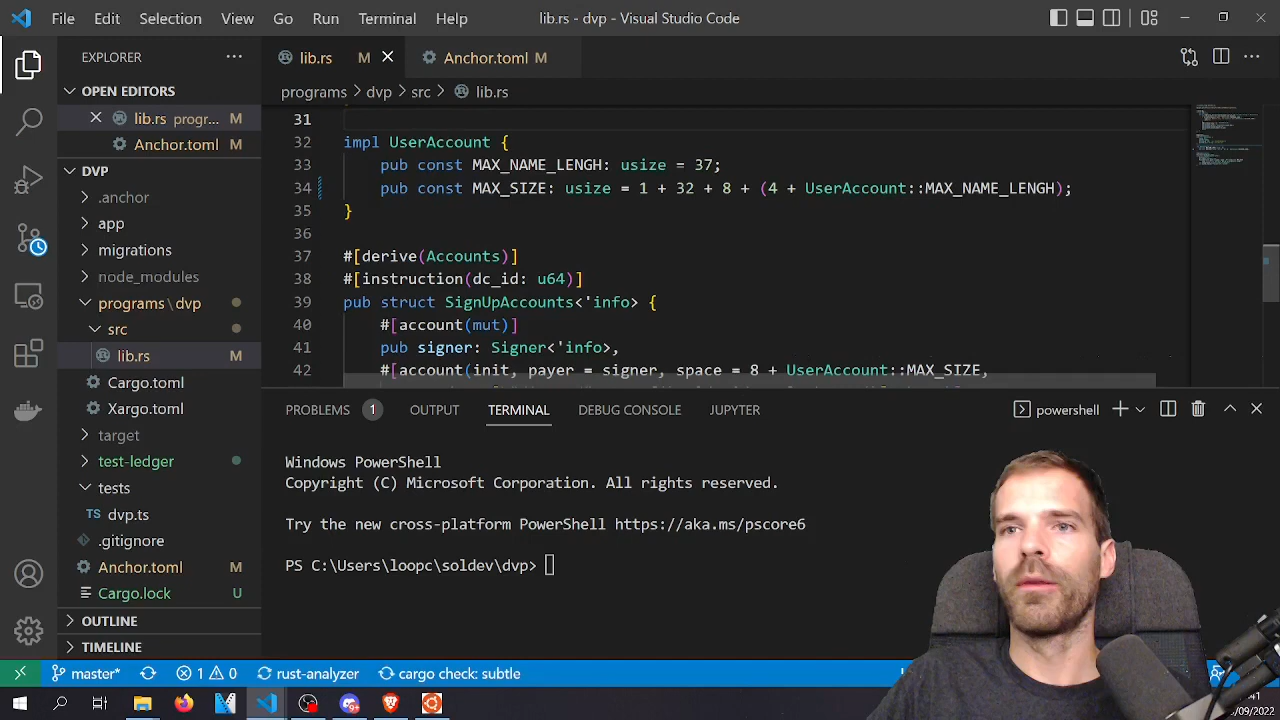 File Edit Selection View Go Run Terminal Help lib.rs - dvp - Visual Studio Code
EXPLORER
OPEN EDITORS
lib.rs progr... M
Anchor.toml M
DVP
.anchor
app
migrations
node_modules
programs\dvp
src
lib.rs M
Cargo.toml
Xargo.toml
target
test-ledger
tests
TS dvp.ts
.gitignore
Anchor.toml M
Cargo.lock U
OUTLINE
TIMELINE
lib.rs M Anchor.toml M
programs > dvp > src > lib.rs
31
32 impl UserAccount {
33 pub const MAX_NAME_LENGH: usize = 37;
34 pub const MAX_SIZE: usize = 1 + 32 + 8 + (4 + UserAccount::MAX_NAME_LENGH);
35 }
36
37 #[derive(Accounts)]
38 #[instruction(dc_id: u64)]
39 pub struct SignUpAccounts<'info> {
40 #[account(mut)]
41 pub signer: Signer<'info>,
42 #[account(init, payer = signer, space = 8 + UserAccount::MAX_SIZE,
PROBLEMS 1 OUTPUT TERMINAL DEBUG CONSOLE JUPYTER powershell
Windows PowerShell
Copyright (C) Microsoft Corporation. All rights reserved.
Try the new cross-platform PowerShell https://aka.ms/pscore6
PS C:\Users\loopc\soldev\dvp>
master* 1 0 rust-analyzer cargo check: subtle
/09/2022